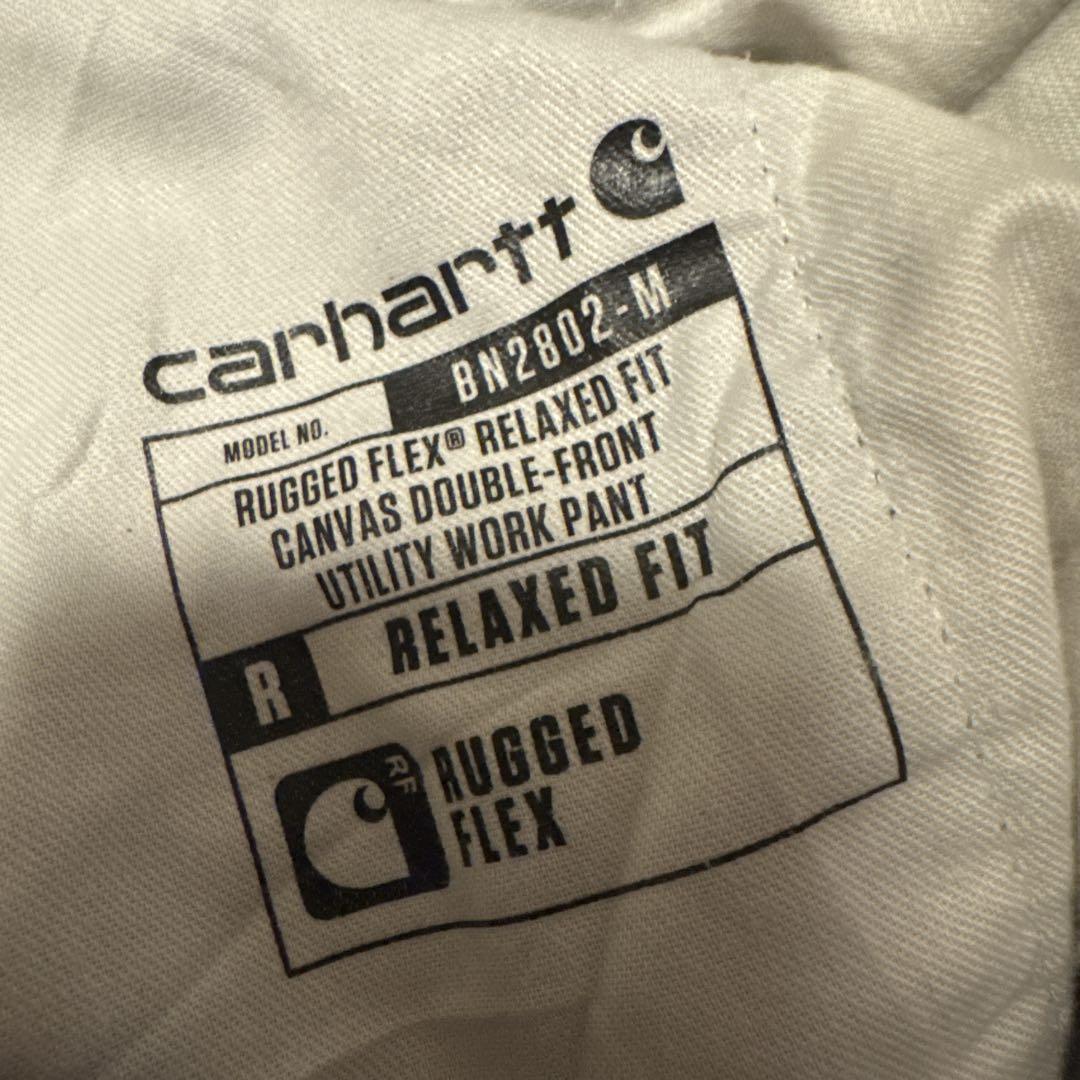 carhartt
MODEL NO. BN2802-M
RUGGED FLEX® RELAXED FIT
CANVAS DOUBLE-FRONT
UTILITY WORK PANT
R RELAXED FIT
RF
RUGGED
FLEX